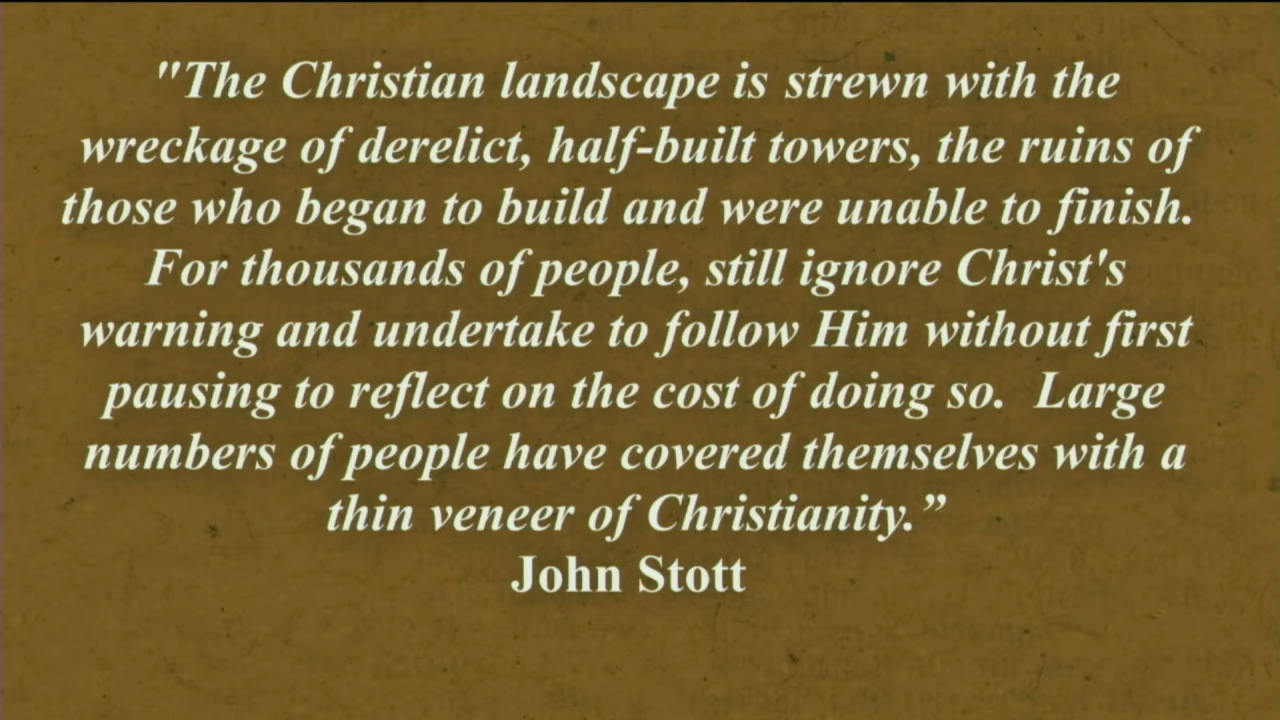 "The Christian landscape is strewn with the
wreckage of derelict, half-built towers, the ruins of
those who began to build and were unable to finish.
For thousands of people, still ignore Christ's
warning and undertake to follow Him without first
pausing to reflect on the cost of doing so.  Large
numbers of people have covered themselves with a
thin veneer of Christianity.”
John Stott